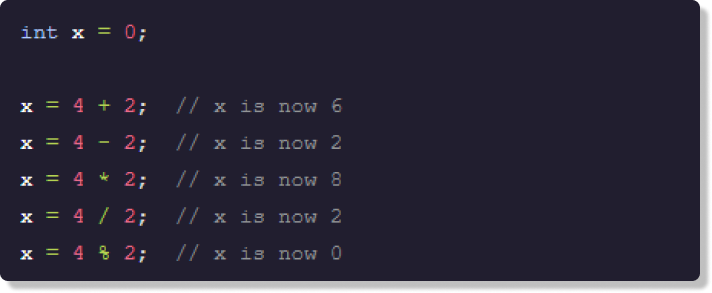 int x = 0;
x = 4 + 2;  // x is now 6
x = 4 - 2;  // x is now 2
x = 4 * 2;  // x is now 8
x = 4 / 2;  // x is now 2
x = 4 % 2;  // x is now 0